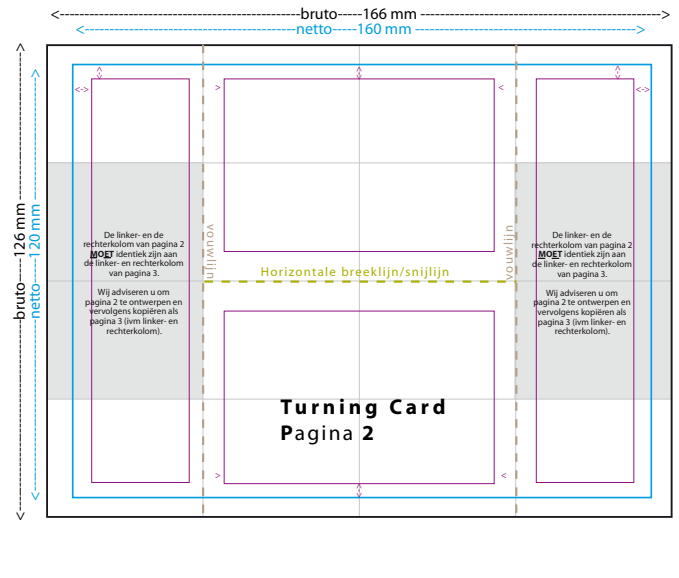 bruto-----166 mm
netto-----160 mm
bruto-----126 mm
netto-----120 mm
De linker- en de
rechterkolom van pagina 2
MOET identiek zijn aan
de linker- en rechterkolom
van pagina 3.
Wij adviseren u om
pagina 2 te ontwerpen en
vervolgens kopiëren als
pagina 3 (ivm linker- en
rechterkolom).
vouwlijn
Horizontale breeklijn/snijlijn
vouwlijn
De linker- en de
rechterkolom van pagina 2
MOET identiek zijn aan
de linker- en rechterkolom
van pagina 3.
Wij adviseren u om
pagina 2 te ontwerpen en
vervolgens kopiëren als
pagina 3 (ivm linker- en
rechterkolom).
Turning Card
Pagina 2